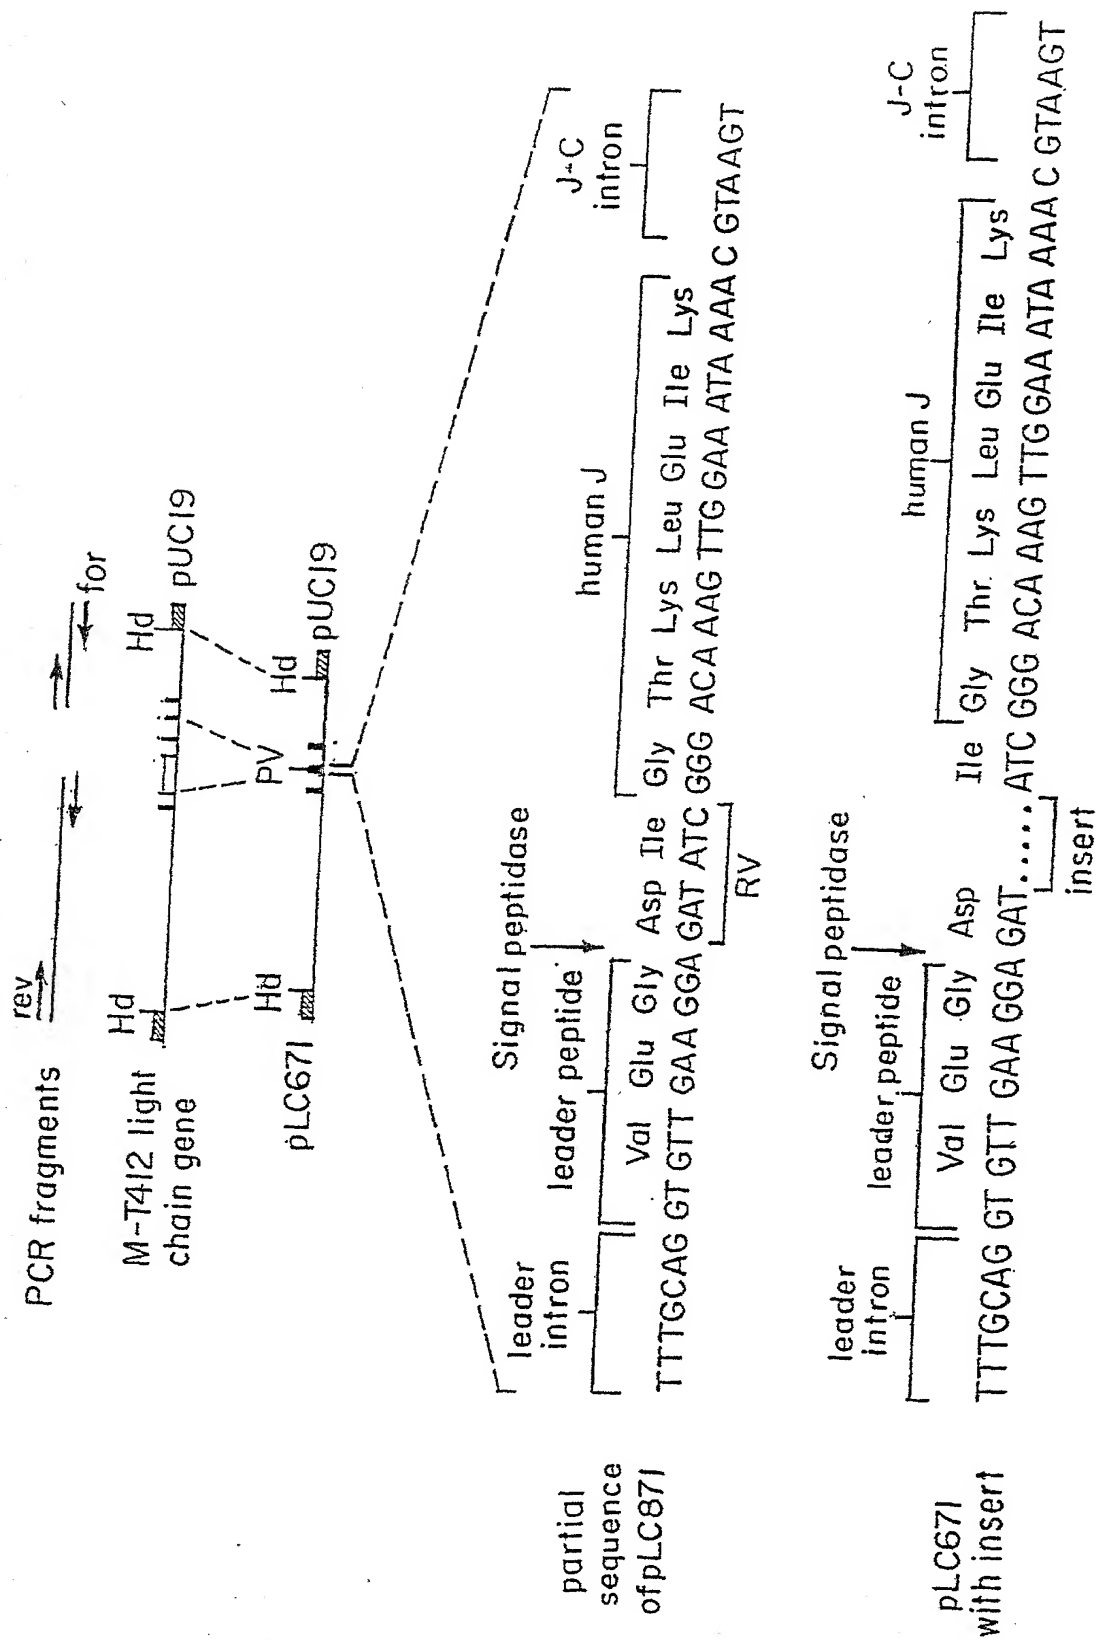 PCR fragments
rev
for
M-T412 light
chain gene
Hd
Hd
pUC19
pLC671
Hd
PV
Hd
pUC19
partial
sequence
of pLC871
leader
intron
leader peptide
Signal peptidase
human J
J-C
intron
Val Glu Gly Asp Ile Gly Thr Lys Leu Glu Ile Lys
TTTGCAG GT GTT GAA GGA GAT ATC GGG ACA AAG TTG GAA ATA AAA C GTAAGT
RV
pLC671
with insert
leader
intron
leader peptide
Signal peptidase
human J
J-C
intron
Val Glu Gly Asp Ile Gly Thr Lys Leu Glu Ile Lys
TTTGCAG GT GTT GAA GGA GAT......ATC GGG ACA AAG TTG GAA ATA AAA C GTAAGT
insert